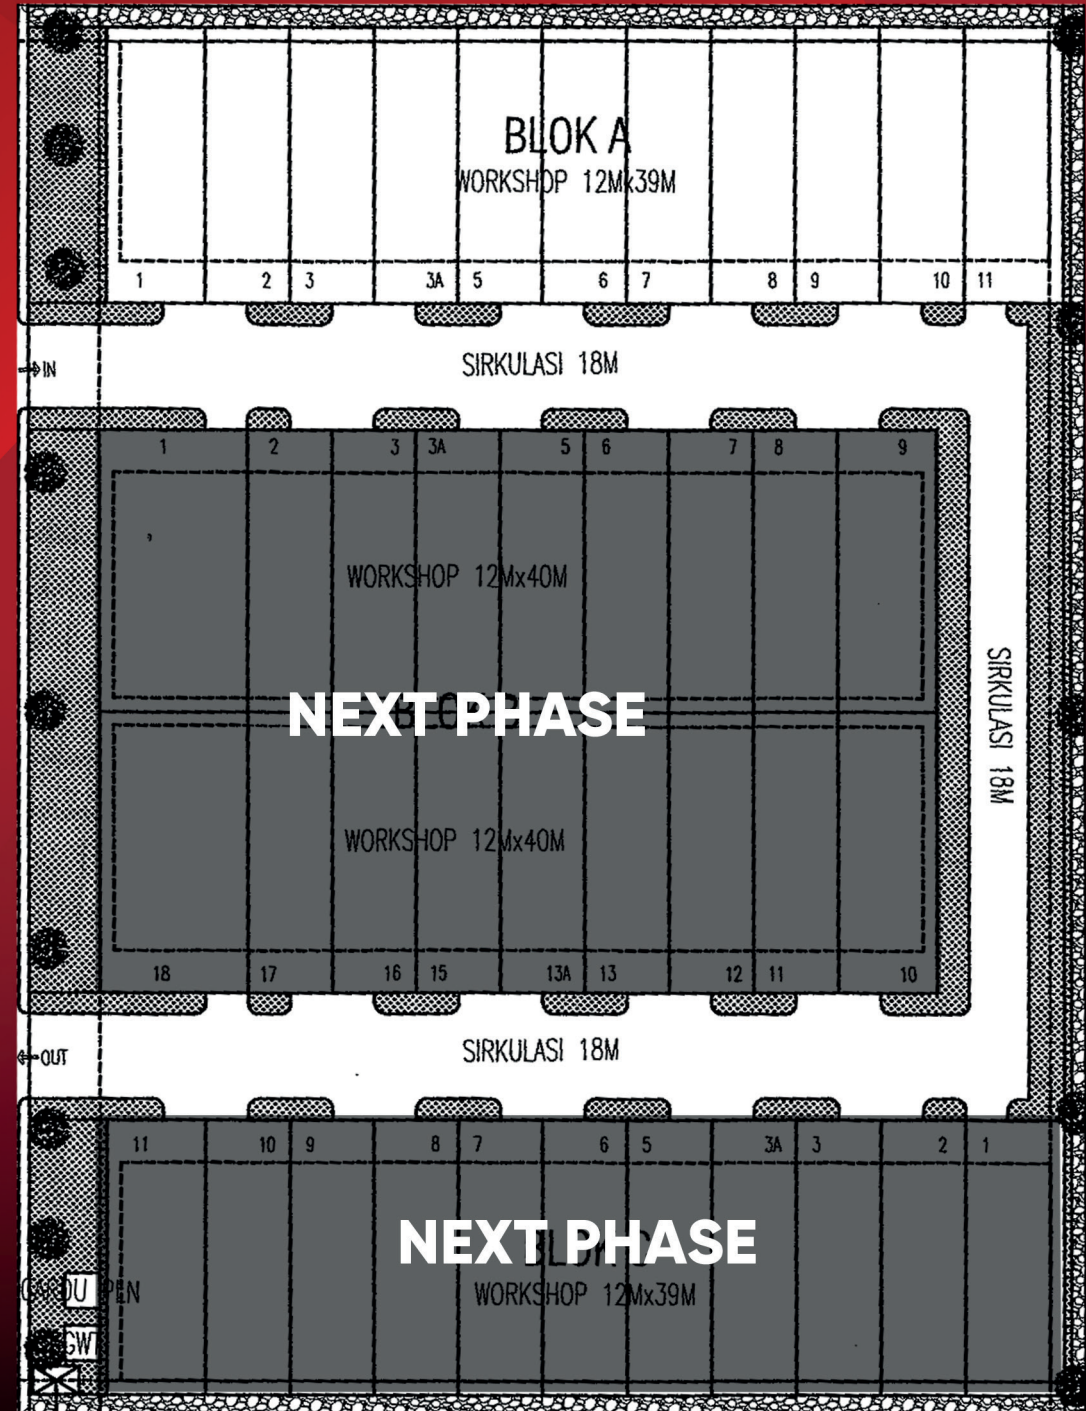 BLOK A
WORKSHOP 12Mx39M
1 2 3 3A 5 6 7 8 9 10 11
SIRKULASI 18M
IN
1 2 3 3A 5 6 7 8 9
WORKSHOP 12Mx40M
SIRKULASI 18M
NEXT PHASE
WORKSHOP 12Mx40M
18 17 16 15 13A 13 12 11 10
SIRKULASI 18M
OUT
11 10 9 8 7 6 5 3A 3 2 1
NEXT PHASE
BLOK C
WORKSHOP 12Mx39M
GWT